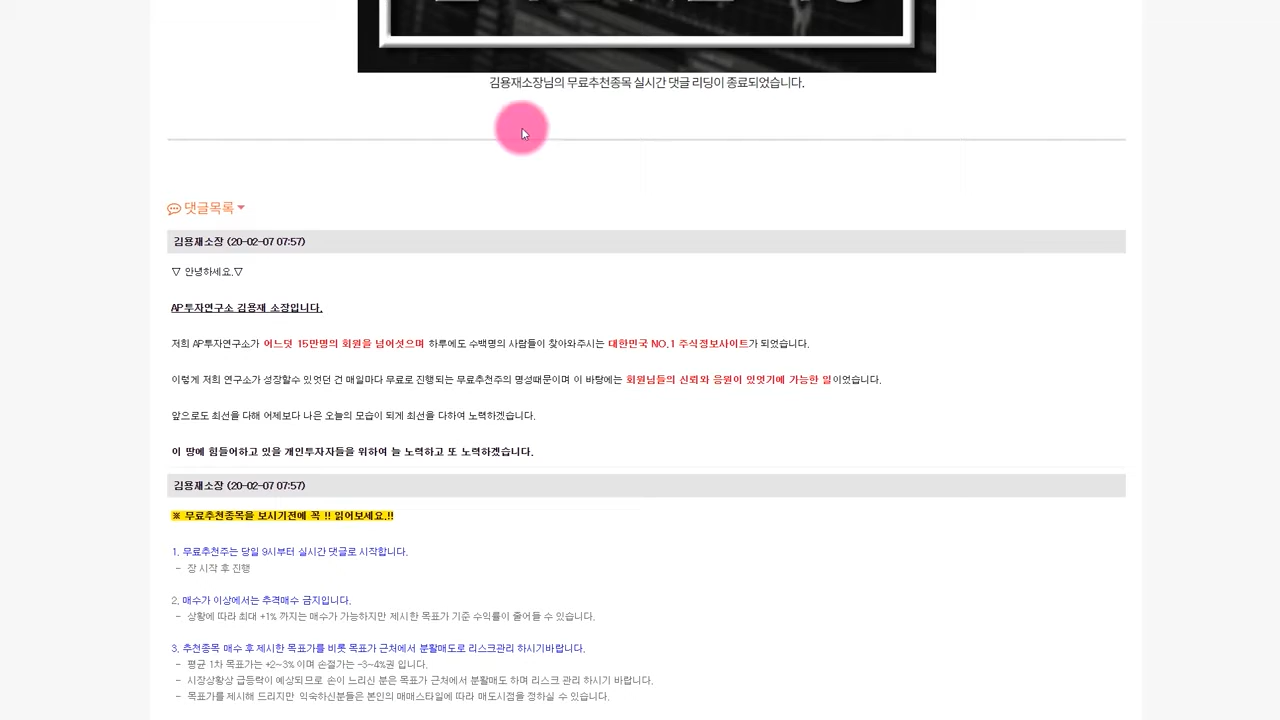 김용재소장님의 무료추천종목 실시간 댓글 리딩이 종료되었습니다.
댓글목록
김용재소장 (20-02-07 07:57)
▽ 안녕하세요.▽
AP투자연구소 김용재 소장입니다.
저희 AP투자연구소가 어느덧 15만명의 회원을 넘어섯으며 하루에도 수백명의 사람들이 찾아와주시는 대한민국 NO.1 주식정보사이트가 되었습니다.
이렇게 저희 연구소가 성장할수 있엇던 건 매일마다 무료로 진행되는 무료추천주의 명성때문이며 이 바탕에는 회원님들의 신뢰와 응원이 있엇기에 가능한 일이었습니다.
앞으로도 최선을 다해 어제보다 나은 오늘의 모습이 되게 최선을 다하여 노력하겠습니다.
이 땅에 힘들어하고 있을 개인투자자들을 위하여 늘 노력하고 또 노력하겠습니다.
김용재소장 (20-02-07 07:57)
※ 무료추천종목을 보시기전에 꼭 !! 읽어보세요.!!
1. 무료추천주는 당일 9시부터 실시간 댓글로 시작합니다.
- 장 시작 후 진행
2. 매수가 이상에서는 추격매수 금지입니다.
- 상황에 따라 최대 +1% 까지는 매수가 가능하지만 제시한 목표가 기준 수익률이 줄어들 수 있습니다.
3. 추천종목 매수 후 제시한 목표가를 비롯 목표가 근처에서 분할매도로 리스크관리 하시기바랍니다.
- 평균 1차 목표가는 +2~3% 이며 손절가는 -3~4%권 입니다.
- 시장상황상 급등락이 예상되므로 손이 느리신 분은 목표가 근처에서 분할매도 하며 리스크 관리 하시기 바랍니다.
- 목표가를 제시해 드리지만 익숙하신분들은 본인의 매매스타일에 따라 매도시점을 정하실 수 있습니다.